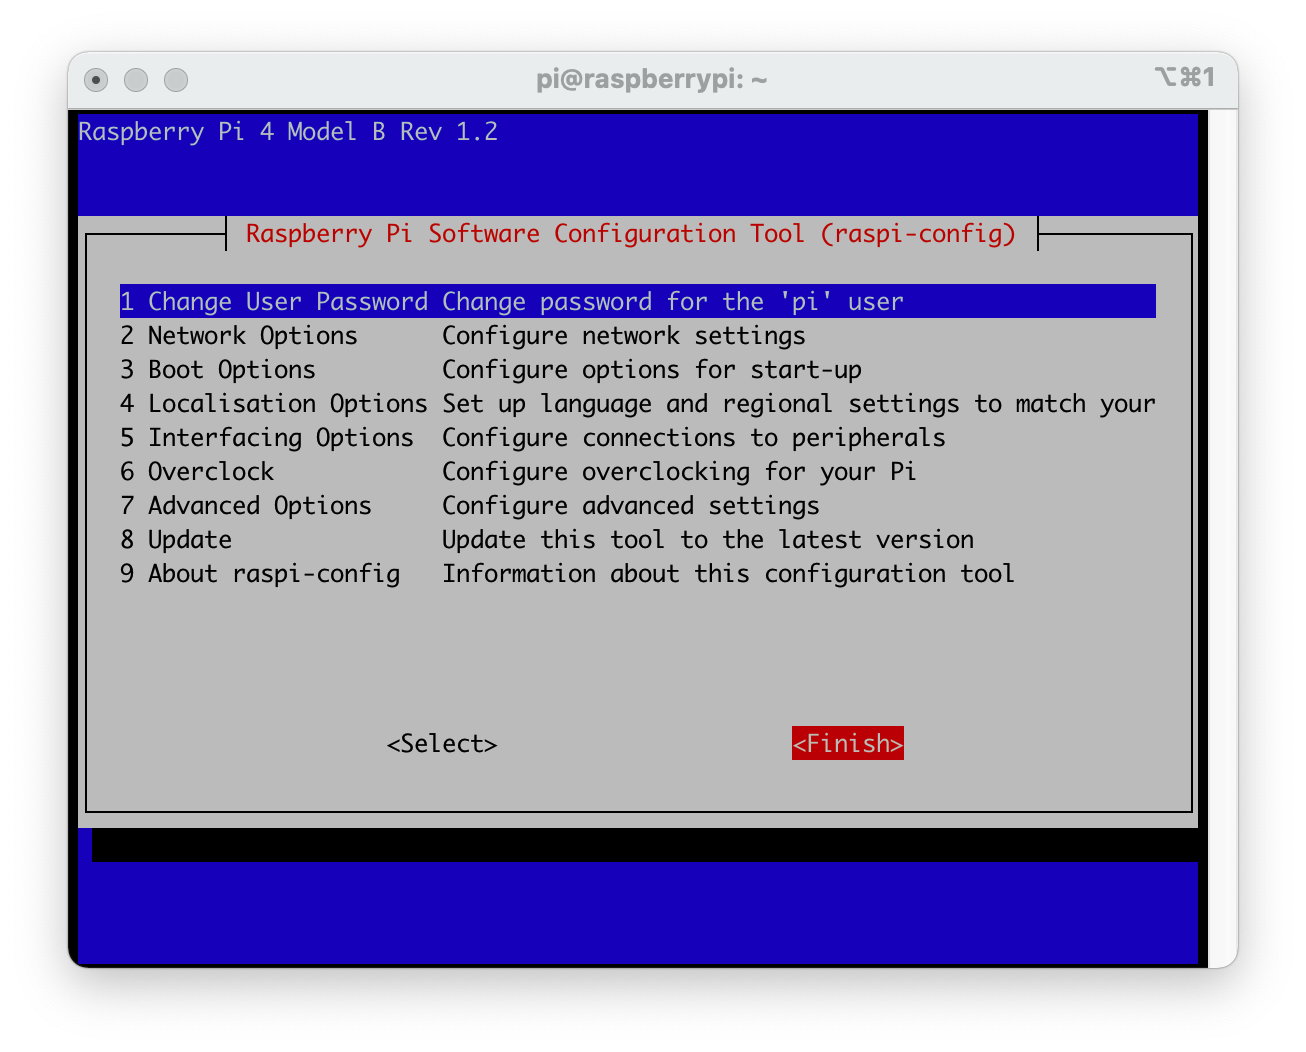 pi@raspberrypi: ~ ⌥⌘1
Raspberry Pi 4 Model B Rev 1.2
Raspberry Pi Software Configuration Tool (raspi-config)
1 Change User Password Change password for the 'pi' user
2 Network Options Configure network settings
3 Boot Options Configure options for start-up
4 Localisation Options Set up language and regional settings to match your
5 Interfacing Options Configure connections to peripherals
6 Overclock Configure overclocking for your Pi
7 Advanced Options Configure advanced settings
8 Update Update this tool to the latest version
9 About raspi-config Information about this configuration tool
<Select> <Finish>